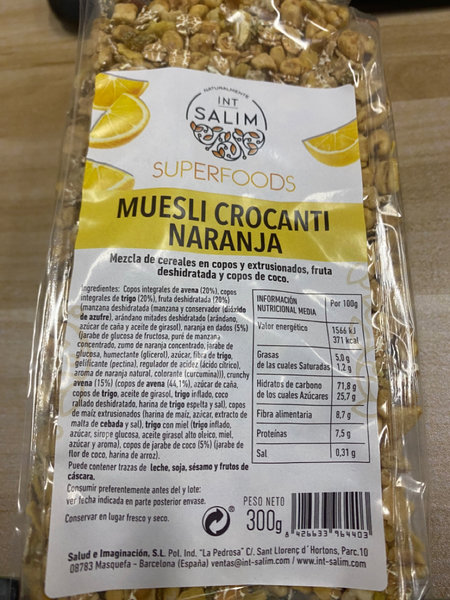 NATURALMENTE
INT
SALIM
SUPERFOODS
MUESLI CROCANTI
NARANJA
Mezcla de cereales en copos y extrusionados, fruta
deshidratada y copos de coco.
Ingredientes: Copos integrales de avena (20%), copos
integrales de trigo (20%), fruta deshidratada (20%)
(manzana deshidratada (manzana y conservador (dióxido
de azufre), arándano mitades deshidratada (arándano,
azúcar de caña y aceite de girasol), naranja en dados (5%)
(jarabe de glucosa de fructosa, puré de manzana
concentrado, zumo de naranja concentrado, jarabe de
glucosa, humectante (glicerol), azúcar, fibra de trigo,
gelificante (pectina), regulador de acidez (ácido cítrico),
aroma de naranja natural, colorante (curcumina))), crunchy
avena (15%) (copos de avena (44,1%), azúcar de caña,
copos de trigo, aceite de girasol, trigo inflado, coco
rallado deshidratado, harina de trigo espelta y sal), copos
de maíz extrusionados (harina de maíz, azúcar, extracto de
malta de cebada y sal), trigo con miel (trigo inflado,
azúcar, sirope glucosa, aceite girasol alto oleico, miel,
azúcar y aroma), copos de jarabe de coco (5%) (jarabe de
flor de coco, harina de arroz).
Puede contener trazas de leche, soja, sésamo y frutos de
cáscara.
Consumir preferentemente antes del y lote:
ver fecha indicada en parte posterior envase.
Conservar en lugar fresco y seco.
INFORMACIÓN
NUTRICIONAL MEDIA
Por 100g
Valor energético
1566 kJ
371 kcal
Grasas 5,0 g
de las cuales Saturadas 1,2 g
Hidratos de carbono 71,8 g
de los cuales Azúcares 25,7 g
Fibra alimentaria 8,7 g
Proteínas 7,5 g
Sal 0,31 g
PESO NETO
300g
8 426633 964403
Salud e Imaginación, S.L. Pol. Ind. "La Pedrosa" C/. Sant Llorenç d´Hortons, Parc.10
08783 Masquefa - Barcelona (España) ventas@int-salim.com / www.int-salim.com